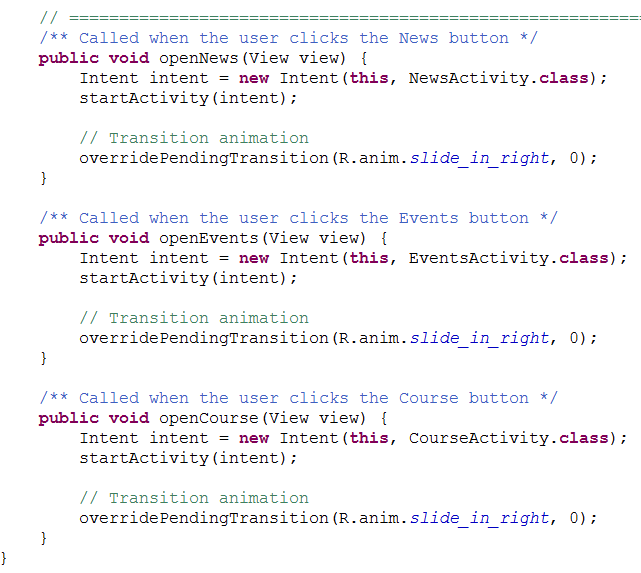 // =========================================================
/** Called when the user clicks the News button */
public void openNews(View view) {
Intent intent = new Intent(this, NewsActivity.class);
startActivity(intent);
// Transition animation
overridePendingTransition(R.anim.slide_in_right, 0);
}
/** Called when the user clicks the Events button */
public void openEvents(View view) {
Intent intent = new Intent(this, EventsActivity.class);
startActivity(intent);
// Transition animation
overridePendingTransition(R.anim.slide_in_right, 0);
}
/** Called when the user clicks the Course button */
public void openCourse(View view) {
Intent intent = new Intent(this, CourseActivity.class);
startActivity(intent);
// Transition animation
overridePendingTransition(R.anim.slide_in_right, 0);
}
}